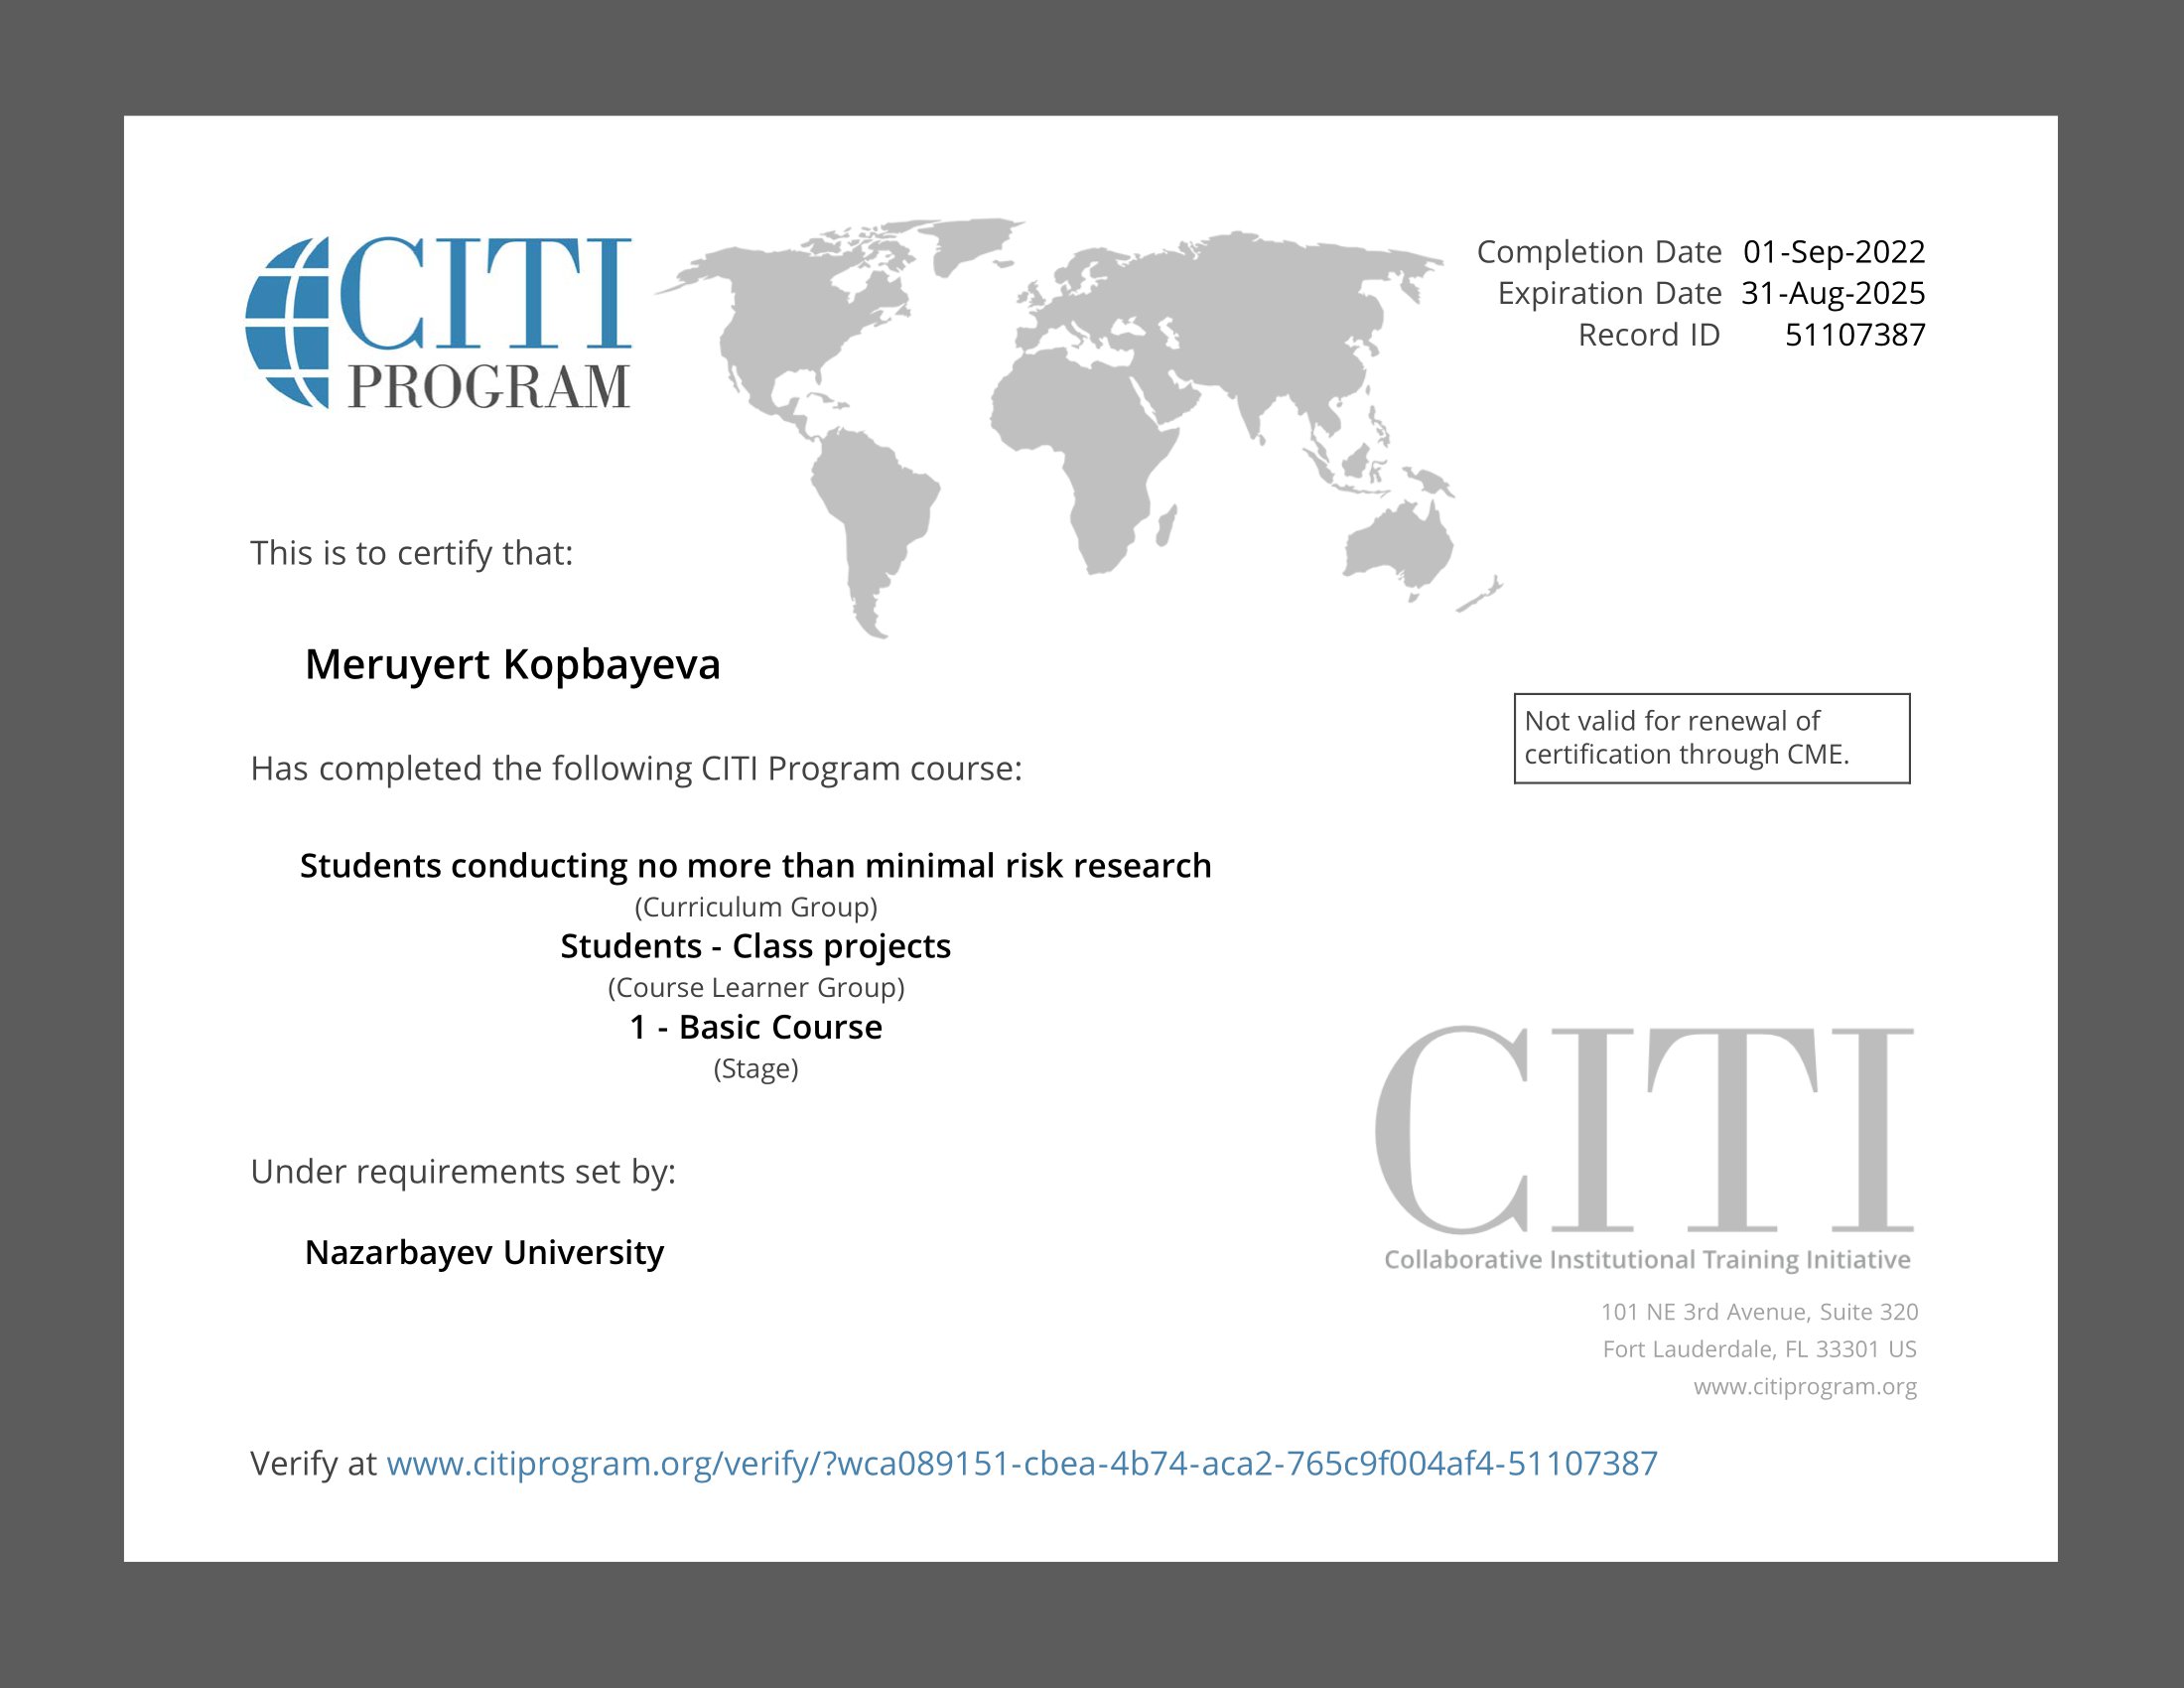 CITI
PROGRAM
Completion Date 01-Sep-2022
Expiration Date 31-Aug-2025
Record ID 51107387
This is to certify that:
Meruyert Kopbayeva
Has completed the following CITI Program course:
Not valid for renewal of
certification through CME.
Students conducting no more than minimal risk research
(Curriculum Group)
Students - Class projects
(Course Learner Group)
1 - Basic Course
(Stage)
Under requirements set by:
Nazarbayev University
CITI
Collaborative Institutional Training Initiative
101 NE 3rd Avenue, Suite 320
Fort Lauderdale, FL 33301 US
www.citiprogram.org
Verify at www.citiprogram.org/verify/?wca089151-cbea-4b74-aca2-765c9f004af4-51107387